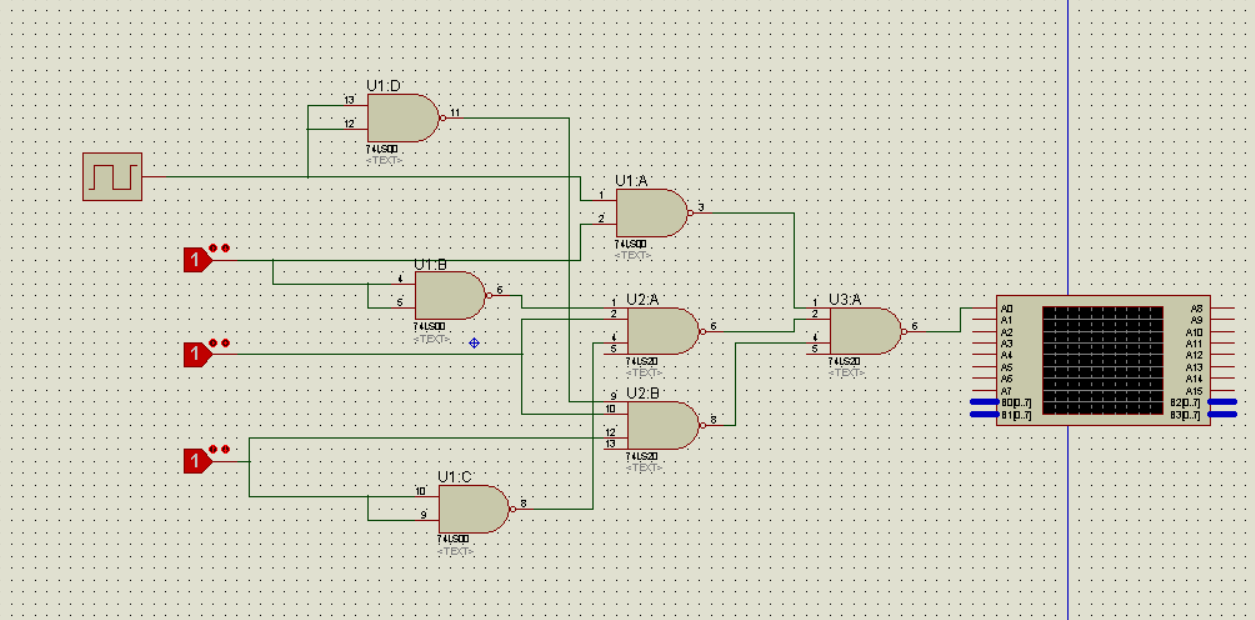 U1:D
13
12
11
74LS00
<TEXT>
U1:A
1
2
3
74LS00
<TEXT>
1
U1:B
4
5
6
74LS00
<TEXT>
1
U2:A
1
2
4
5
6
74LS20
<TEXT>
U3:A
1
2
4
5
6
74LS20
<TEXT>
A0
A1
A2
A3
A4
A5
A6
A7
B0[0..7]
B1[0..7]
A8
A9
A10
A11
A12
A13
A14
A15
B2[0..7]
B3[0..7]
U2:B
9
10
12
13
8
74LS20
<TEXT>
1
U1:C
10
9
8
74LS00
<TEXT>